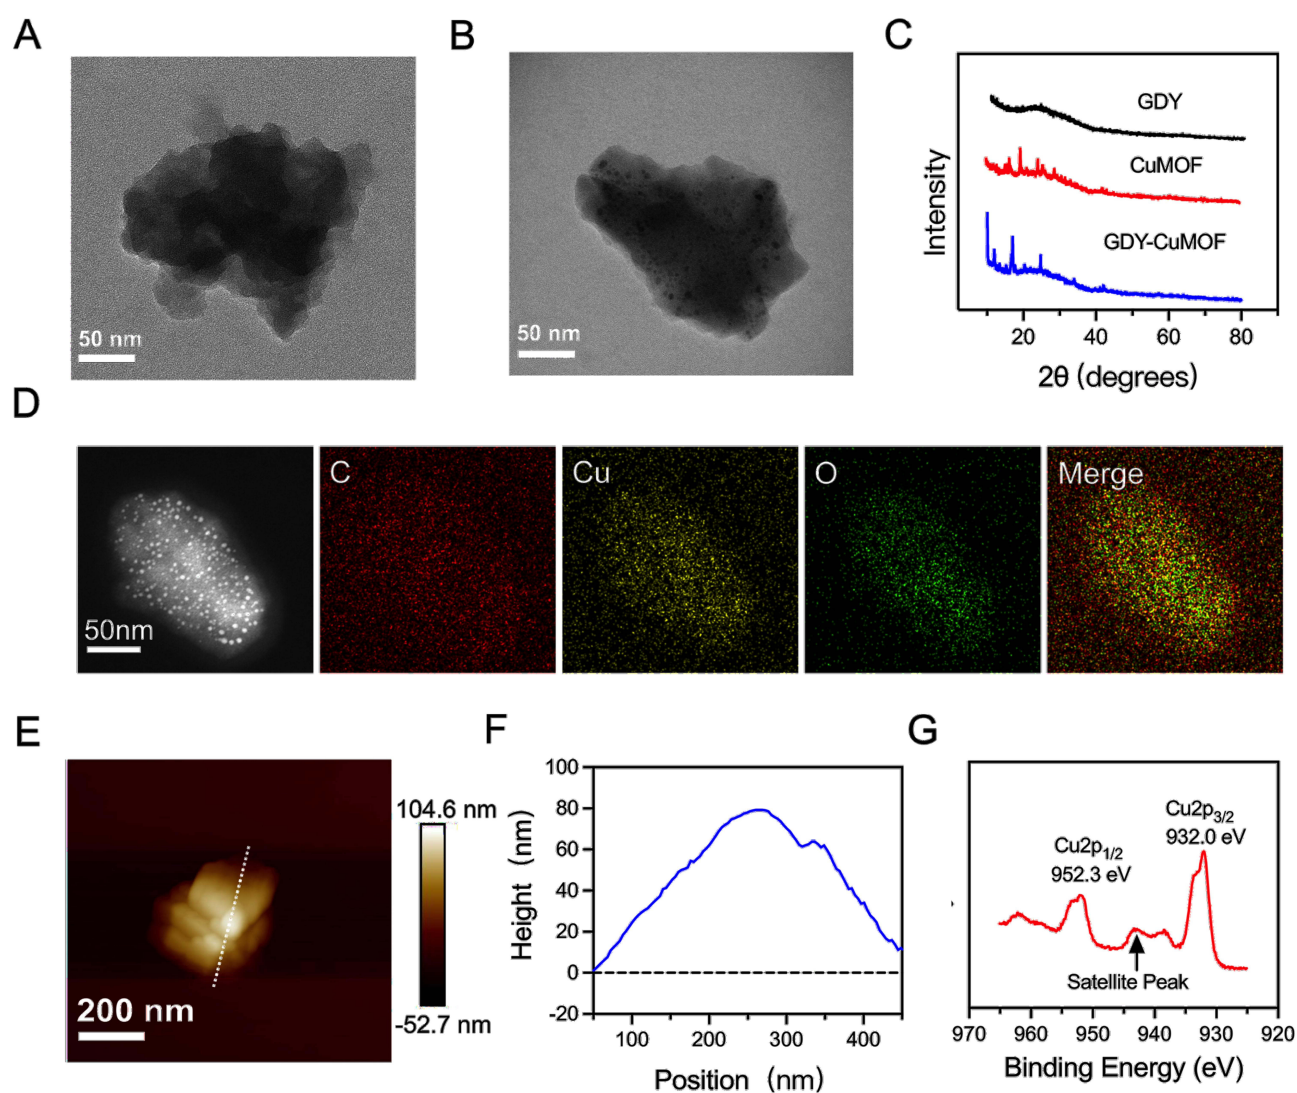 A
B
C
50 nm
50 nm
GDY
CuMOF
GDY-CuMOF
Intensity
20
40
60
80
2θ (degrees)
D
50nm
C
Cu
O
Merge
E
200 nm
104.6 nm
-52.7 nm
F
100
80
60
40
20
0
-20
Height (nm)
100
200
300
400
Position (nm)
G
Cu2p1/2
952.3 eV
Cu2p3/2
932.0 eV
Satellite Peak
970
960
950
940
930
920
Binding Energy (eV)